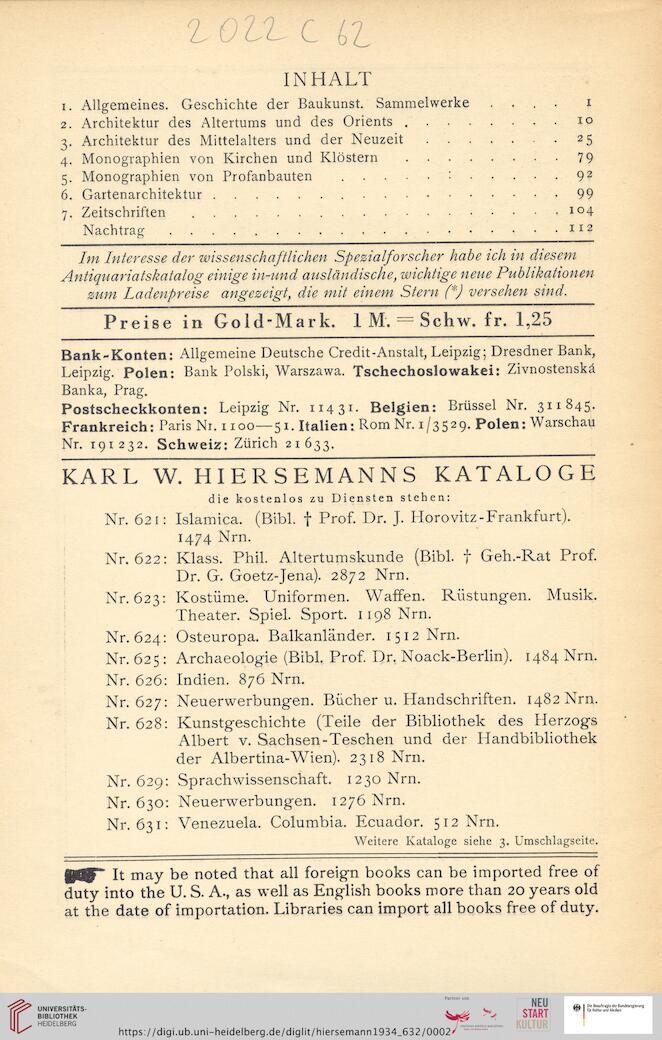 2022 C 62
INHALT
1. Allgemeines. Geschichte der Baukunst. Sammelwerke . . . . 1
2. Architektur des Altertums und des Orients . . . . . . . . 10
3. Architektur des Mittelalters und der Neuzeit . . . . . . . . 25
4. Monographien von Kirchen und Klöstern . . . . . . . . 79
5. Monographien von Profanbauten . . . . . . . . . . 92
6. Gartenarchitektur . . . . . . . . . . . . . . . . 99
7. Zeitschriften . . . . . . . . . . . . . . . . . 104
Nachtrag . . . . . . . . . . . . . . . . . . 112
Im Interesse der wissenschaftlichen Spezialforscher habe ich in diesem
Antiquariatskatalog einige in-und ausländische, wichtige neue Publikationen
zum Ladenpreise angezeigt, die mit einem Stern (*) versehen sind.
Preise in Gold-Mark. 1 M. = Schw. fr. 1,25
Bank-Konten: Allgemeine Deutsche Credit-Anstalt, Leipzig; Dresdner Bank,
Leipzig. Polen: Bank Polski, Warszawa. Tschechoslowakei: Zivnostenská
Banka, Prag.
Postscheckkonten: Leipzig Nr. 11431. Belgien: Brüssel Nr. 311845.
Frankreich: Paris Nr. 1100—51. Italien: Rom Nr. 1/3529. Polen: Warschau
Nr. 191232. Schweiz: Zürich 21633.
KARL W. HIERSEMANNS KATALOGE
die kostenlos zu Diensten stehen:
Nr. 621: Islamica. (Bibl. † Prof. Dr. J. Horovitz-Frankfurt).
1474 Nrn.
Nr. 622: Klass. Phil. Altertumskunde (Bibl. † Geh.-Rat Prof.
Dr. G. Goetz-Jena). 2872 Nrn.
Nr. 623: Kostüme. Uniformen. Waffen. Rüstungen. Musik.
Theater. Spiel. Sport. 1198 Nrn.
Nr. 624: Osteuropa. Balkanländer. 1512 Nrn.
Nr. 625: Archaeologie (Bibl. Prof. Dr. Noack-Berlin). 1484 Nrn.
Nr. 626: Indien. 876 Nrn.
Nr. 627: Neuerwerbungen. Bücher u. Handschriften. 1482 Nrn.
Nr. 628: Kunstgeschichte (Teile der Bibliothek des Herzogs
Albert v. Sachsen-Teschen und der Handbibliothek
der Albertina-Wien). 2318 Nrn.
Nr. 629: Sprachwissenschaft. 1230 Nrn.
Nr. 630: Neuerwerbungen. 1276 Nrn.
Nr. 631: Venezuela. Columbia. Ecuador. 512 Nrn.
Weitere Kataloge siehe 3. Umschlagseite.
It may be noted that all foreign books can be imported free of
duty into the U. S. A., as well as English books more than 20 years old
at the date of importation. Libraries can import all books free of duty.
UNIVERSITÄTS-
BIBLIOTHEK
HEIDELBERG
https://digi.ub.uni-heidelberg.de/diglit/hiersemann1934_632/0002
Partner von
NEU
START
KULTUR
Die Beauftragte der Bundesregierung
für Kultur und Medien